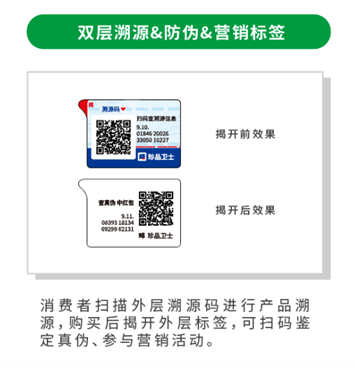 双层溯源&防伪&营销标签
揭
溯源码
扫码查溯源信息
9.10.
01846 20026
33050 10227
珍品卫士
揭开前效果
查真伪 中红包
9.11.
06393 18134
69299 62131
珍品卫士
揭开后效果
消费者扫描外层溯源码进行产品溯
源,购买后揭开外层标签,可扫码鉴
定真伪、参与营销活动。